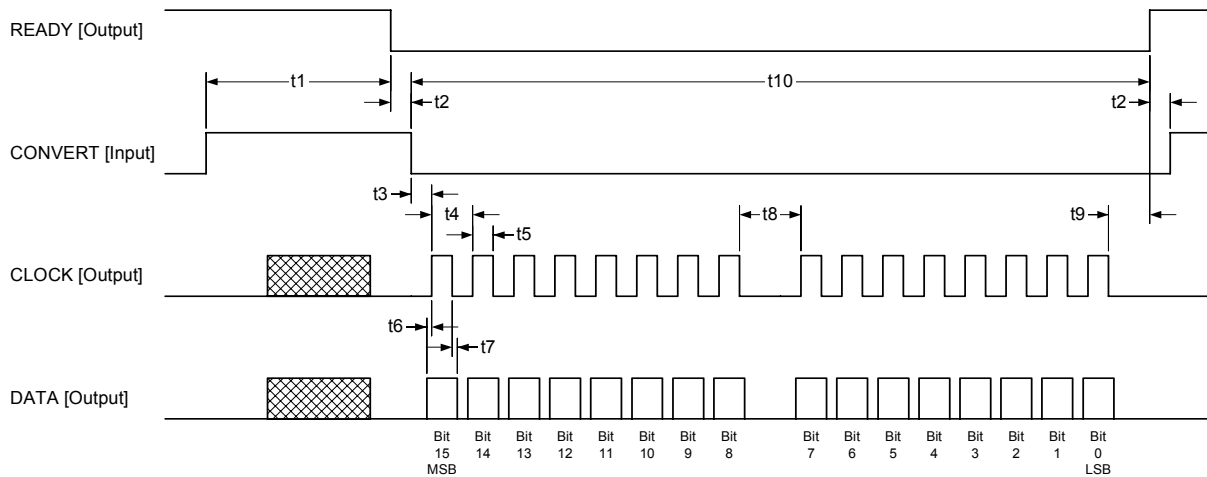 READY [Output]
t1
t10
t2
t2
CONVERT [Input]
t3
t4
t8
t9
t5
CLOCK [Output]
t6
t7
DATA [Output]
Bit Bit Bit Bit Bit Bit Bit Bit Bit Bit Bit Bit Bit Bit Bit Bit
15 14 13 12 11 10 9 8 7 6 5 4 3 2 1 0
MSB LSB